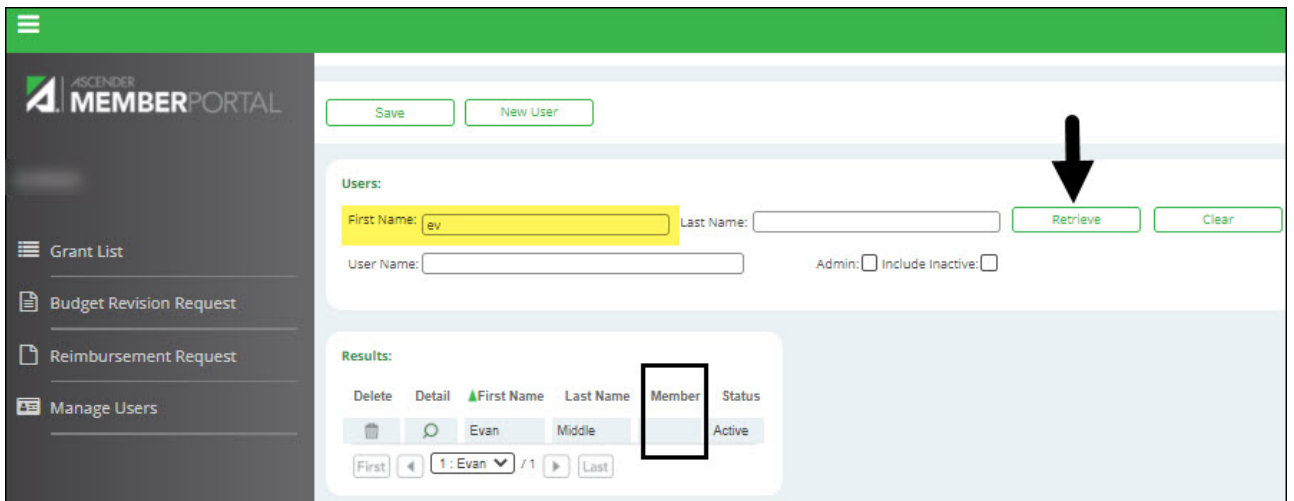 ASCENDER
MEMBERPORTAL
Grant List
Budget Revision Request
Reimbursement Request
Manage Users
Save New User
Users:
First Name: ev Last Name: Retrieve Clear
User Name: Admin: Include Inactive:
Results:
Delete Detail First Name Last Name Member Status
Evan Middle Active
First 1 : Evan / 1 Last